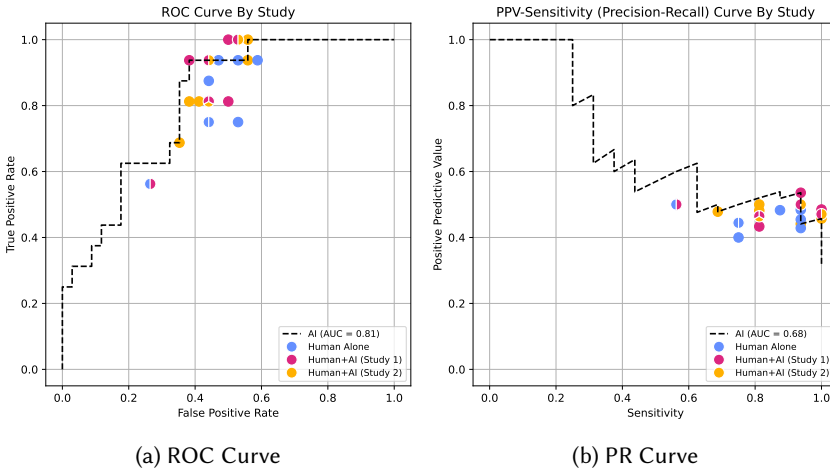 ROC Curve By Study
1.0
0.8
0.6
0.4
0.2
0.0
True Positive Rate
AI (AUC = 0.81)
Human Alone
Human+AI (Study 1)
Human+AI (Study 2)
0.0 0.2 0.4 0.6 0.8 1.0
False Positive Rate
(a) ROC Curve
PPV-Sensitivity (Precision-Recall) Curve By Study
1.0
0.8
0.6
0.4
0.2
0.0
Positive Predictive Value
AI (AUC = 0.68)
Human Alone
Human+AI (Study 1)
Human+AI (Study 2)
0.0 0.2 0.4 0.6 0.8 1.0
Sensitivity
(b) PR Curve